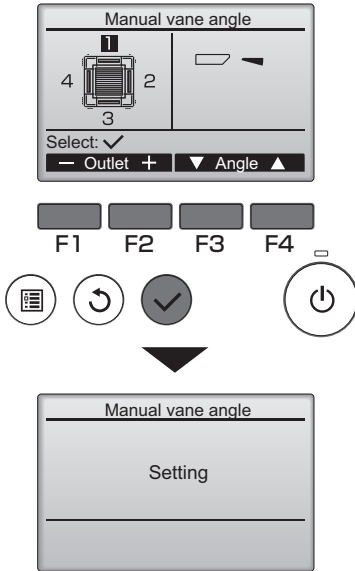 Manual vane angle
1
4 2
3
Select: ✓
− Outlet + ▼ Angle ▲
F1 F2 F3 F4
Manual vane angle
Setting